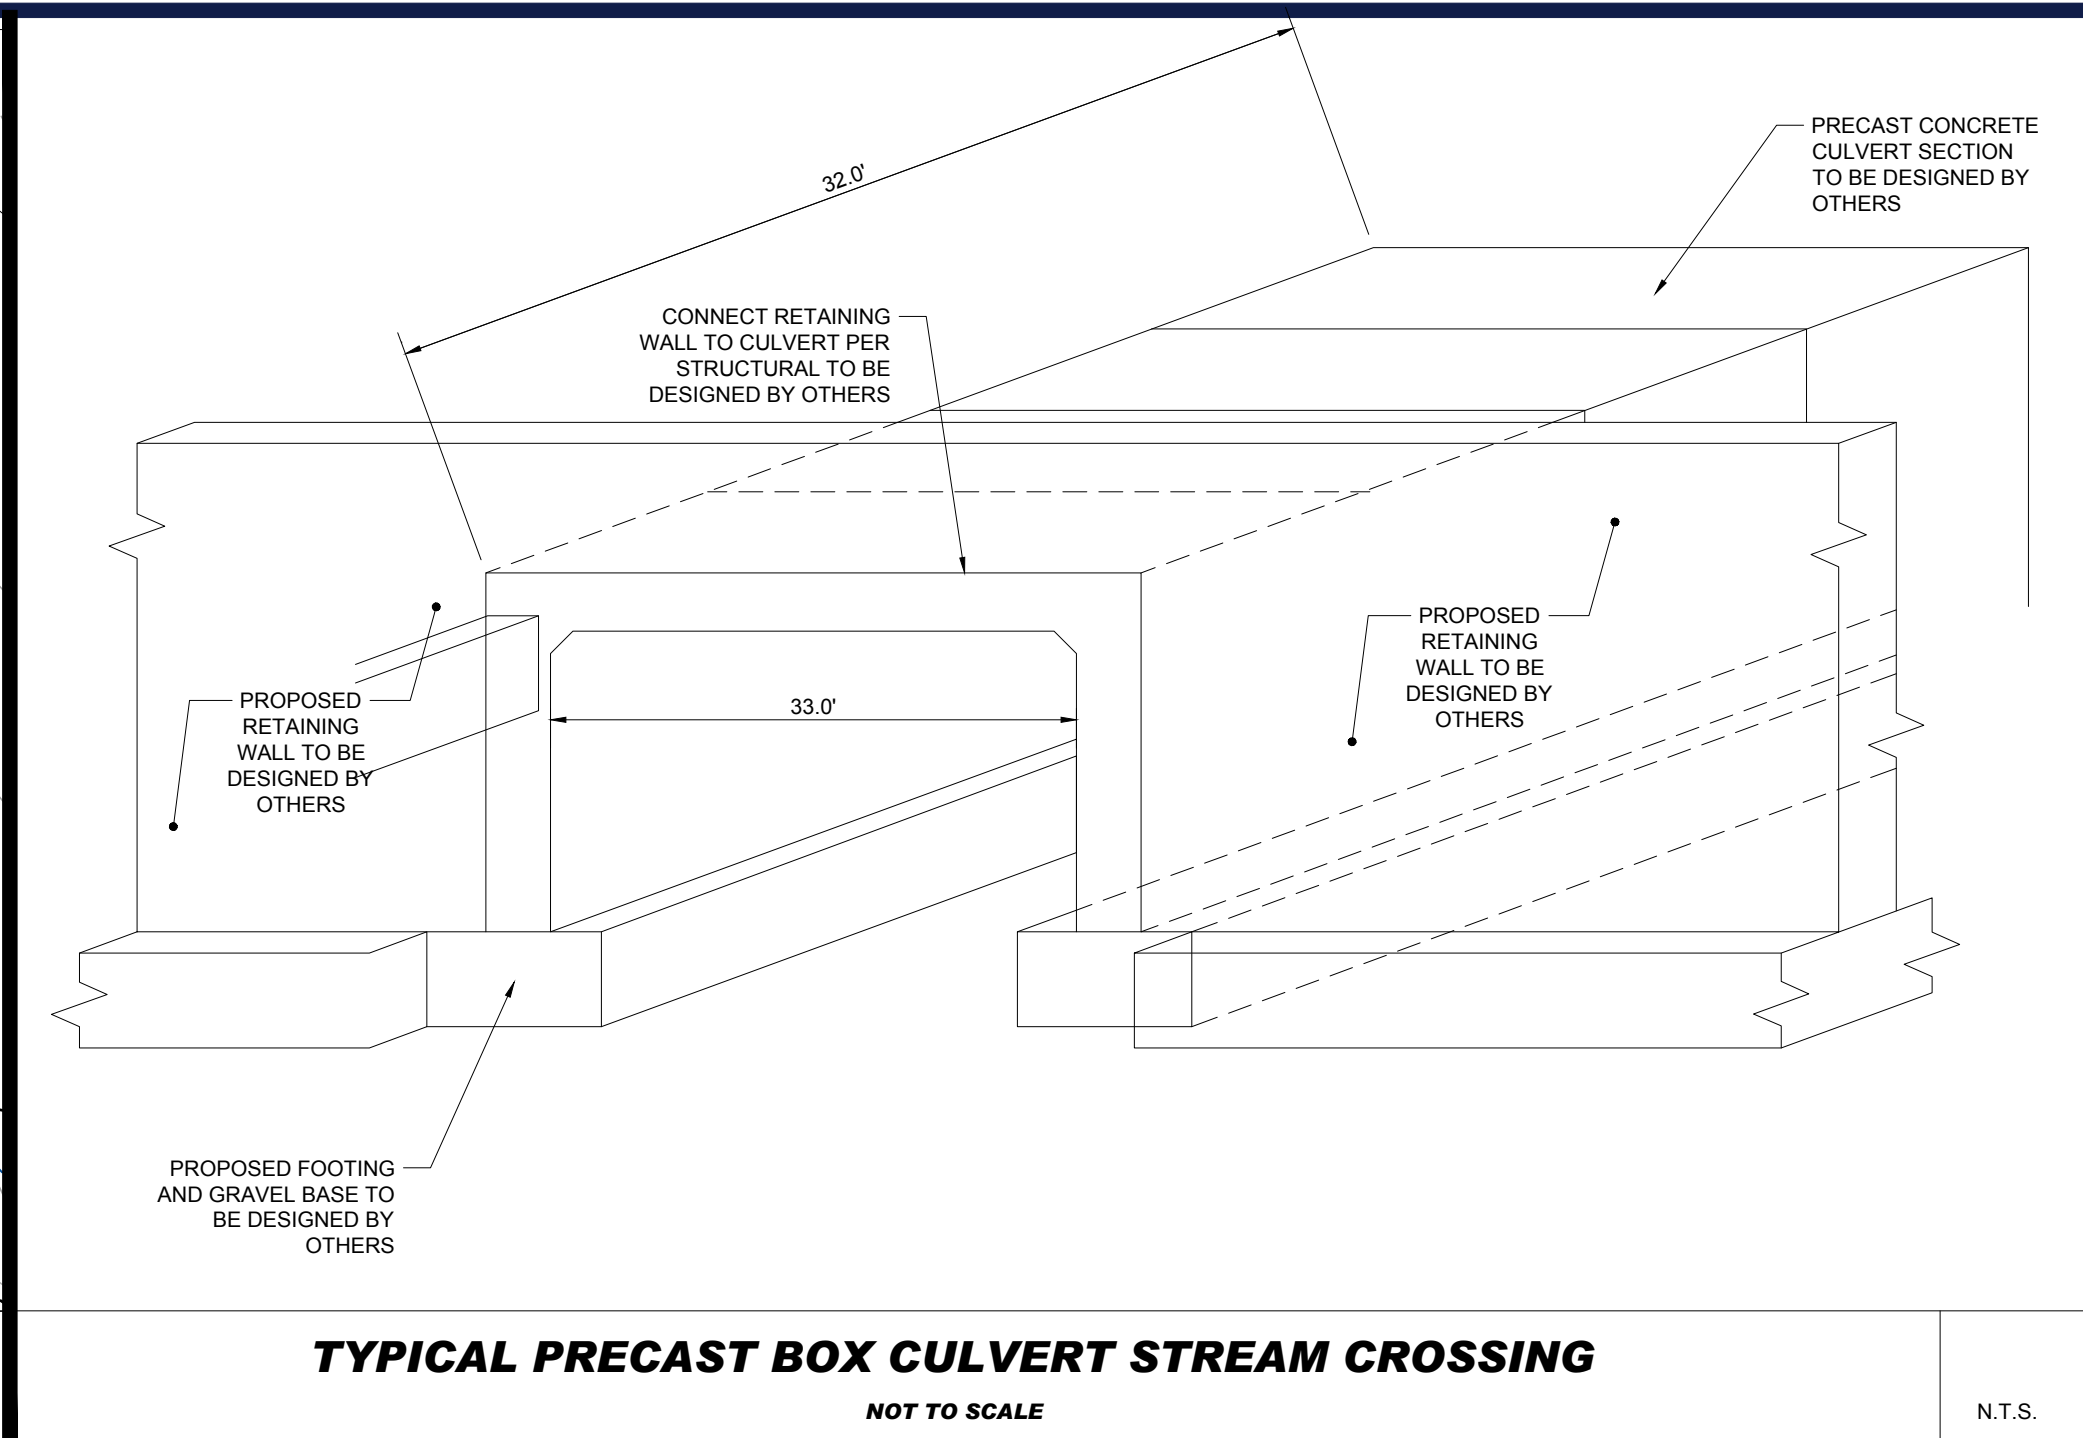 32.0'
PRECAST CONCRETE
CULVERT SECTION
TO BE DESIGNED BY
OTHERS
CONNECT RETAINING
WALL TO CULVERT PER
STRUCTURAL TO BE
DESIGNED BY OTHERS
PROPOSED
RETAINING
WALL TO BE
DESIGNED BY
OTHERS
33.0'
PROPOSED
RETAINING
WALL TO BE
DESIGNED BY
OTHERS
PROPOSED FOOTING
AND GRAVEL BASE TO
BE DESIGNED BY
OTHERS
TYPICAL PRECAST BOX CULVERT STREAM CROSSING
NOT TO SCALE
N.T.S.